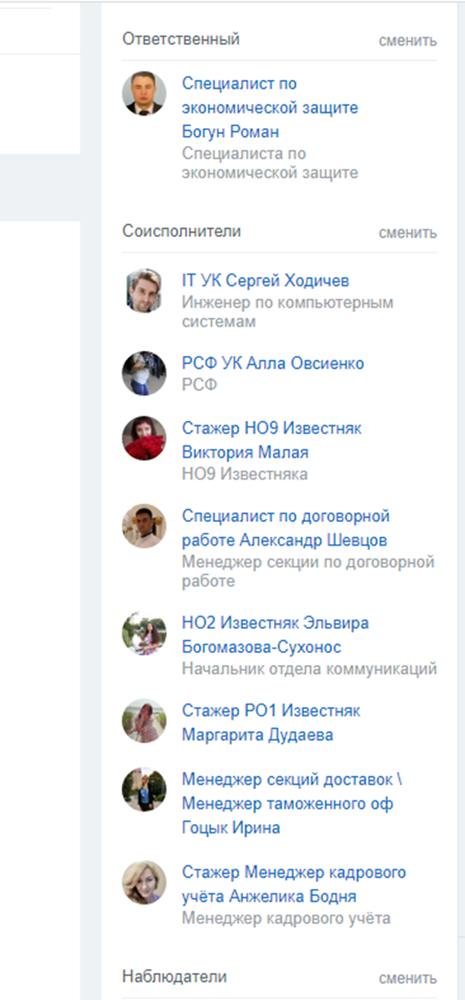 Ответственный сменить
Специалист по
экономической защите
Богун Роман
Специалиста по
экономической защите
Соисполнители сменить
IT УК Сергей Ходичев
Инженер по компьютерным
системам
РСФ УК Алла Овсиенко
РСФ
Стажер НО9 Известняк
Виктория Малая
НО9 Известняка
Специалист по договорной
работе Александр Шевцов
Менеджер секции по договорной
работе
НО2 Известняк Эльвира
Богомазова-Сухонос
Начальник отдела коммуникаций
Стажер РО1 Известняк
Маргарита Дудаева
Менеджер секций доставок \
Менеджер таможенного оф
Гоцык Ирина
Стажер Менеджер кадрового
учёта Анжелика Бодня
Менеджер кадрового учёта
Наблюдатели сменить